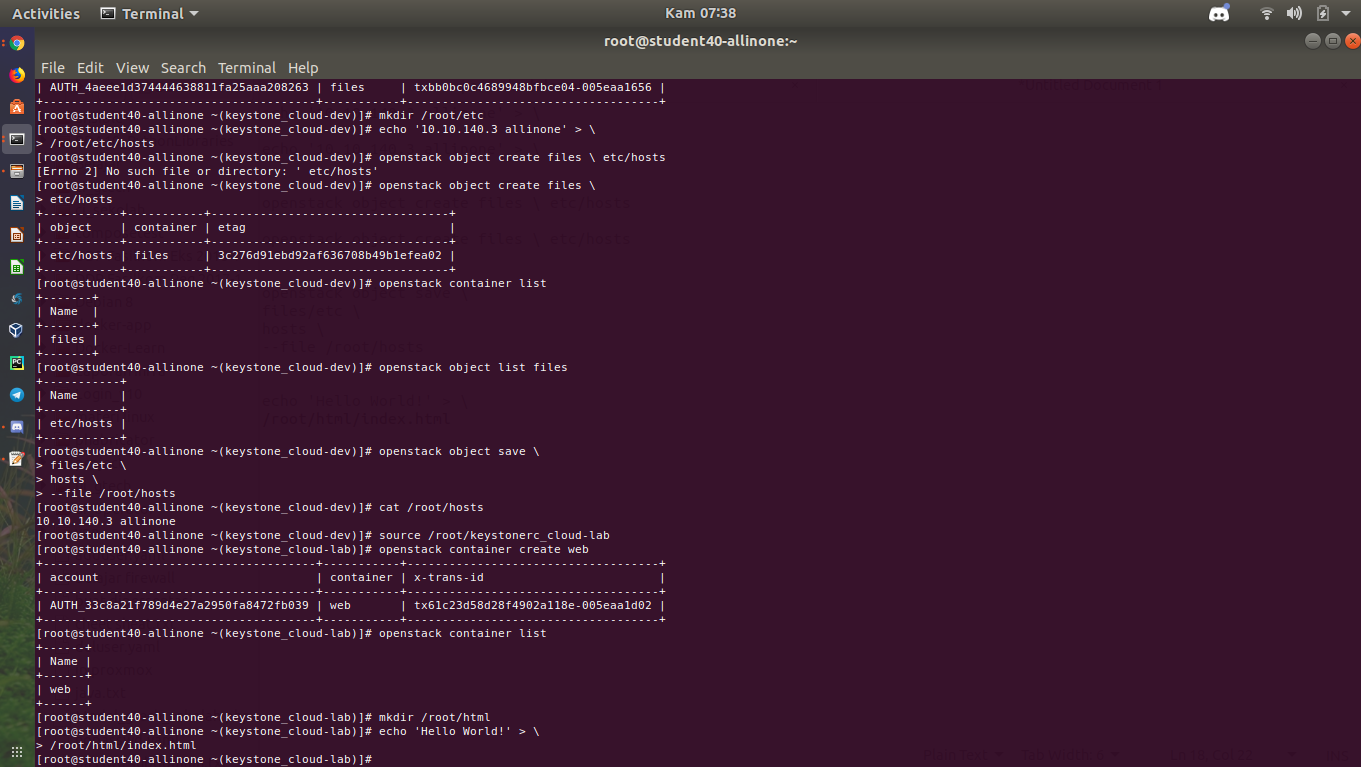 Activities Terminal Kam 07:38
root@student40-allinone:~
File Edit View Search Terminal Help
| AUTH_4aeee1d374444638811fa25aaa208263 | files     | txbb0bc0c4689948bfbce04-005eaa1656 |
+---------------------------------------+-----------+------------------------------------+
[root@student40-allinone ~(keystone_cloud-dev)]# mkdir /root/etc
[root@student40-allinone ~(keystone_cloud-dev)]# echo '10.10.140.3 allinone' > \
> /root/etc/hosts
[root@student40-allinone ~(keystone_cloud-dev)]# openstack object create files \ etc/hosts
[Errno 2] No such file or directory: ' etc/hosts'
[root@student40-allinone ~(keystone_cloud-dev)]# openstack object create files \
> etc/hosts
+-----------+-----------+----------------------------------+
| object    | container | etag                             |
+-----------+-----------+----------------------------------+
| etc/hosts | files     | 3c276d91ebd92af636708b49b1efea02 |
+-----------+-----------+----------------------------------+
[root@student40-allinone ~(keystone_cloud-dev)]# openstack container list
+-------+
| Name  |
+-------+
| files |
+-------+
[root@student40-allinone ~(keystone_cloud-dev)]# openstack object list files
+-----------+
| Name      |
+-----------+
| etc/hosts |
+-----------+
[root@student40-allinone ~(keystone_cloud-dev)]# openstack object save \
> files/etc \
> hosts \
> --file /root/hosts
[root@student40-allinone ~(keystone_cloud-dev)]# cat /root/hosts
10.10.140.3 allinone
[root@student40-allinone ~(keystone_cloud-dev)]# source /root/keystonerc_cloud-lab
[root@student40-allinone ~(keystone_cloud-lab)]# openstack container create web
+---------------------------------------+-----------+------------------------------------+
| account                               | container | x-trans-id                         |
+---------------------------------------+-----------+------------------------------------+
| AUTH_33c8a21f789d4e27a2950fa8472fb039 | web       | tx61c23d58d28f4902a118e-005eaa1d02 |
+---------------------------------------+-----------+------------------------------------+
[root@student40-allinone ~(keystone_cloud-lab)]# openstack container list
+------+
| Name |
+------+
| web  |
+------+
[root@student40-allinone ~(keystone_cloud-lab)]# mkdir /root/html
[root@student40-allinone ~(keystone_cloud-lab)]# echo 'Hello World!' > \
> /root/html/index.html
[root@student40-allinone ~(keystone_cloud-lab)]#